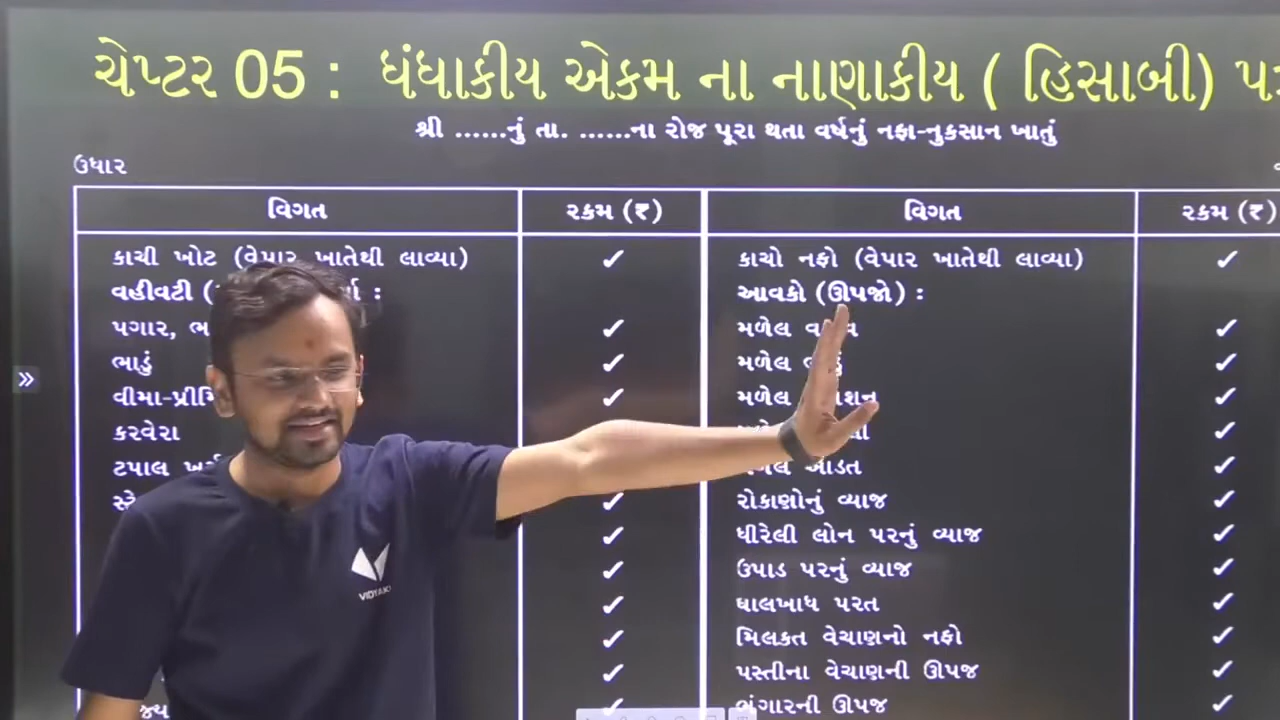 ચેપ્ટર 05 : ધંધાકીય એકમ ના નાણાકીય ( હિસાબી)
શ્રી ......નું તા. ......ના રોજ પૂરા થતા વર્ષનું નફા-નુકસાન ખાતું
ઉધાર
વિગત રકમ (₹) વિગત રકમ (₹)
કાચી ખોટ (વેપાર ખાતેથી લાવ્યા) ✓ કાચો નફો (વેપાર ખાતેથી લાવ્યા) ✓
વહીવટી ( : આવકો (ઊપજો) :
પગાર, ✓ મળેલ ✓
ભાડું ✓ મળેલ ✓
વીમા-પ્રીમિ ✓ મળેલ ✓
કરવેરા ✓
ટપાલ ✓
✓ રોકાણોનું વ્યાજ ✓
✓ ધીરેલી લોન પરનું વ્યાજ ✓
✓ ઉપાડ પરનું વ્યાજ ✓
✓ ઘાલખાધ પરત ✓
✓ મિલકત વેચાણનો નફો ✓
✓ પસ્તીના વેચાણની ઊપજ ✓
✓ ભંગારની ઊપજ ✓